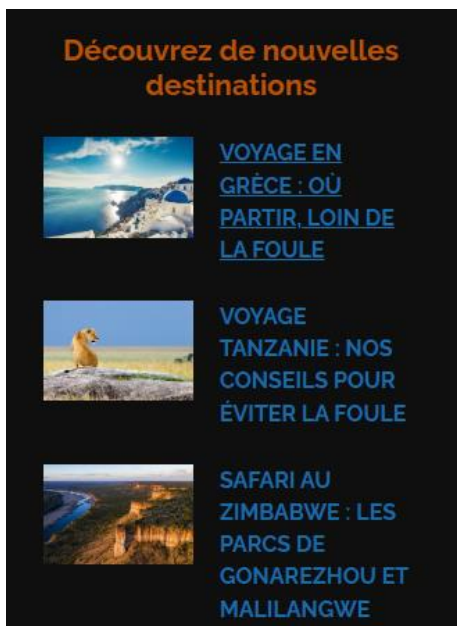 Découvrez de nouvelles
destinations
VOYAGE EN
GRÈCE : OÙ
PARTIR, LOIN DE
LA FOULE
VOYAGE
TANZANIE : NOS
CONSEILS POUR
ÉVITER LA FOULE
SAFARI AU
ZIMBABWE : LES
PARCS DE
GONAREZHOU ET
MALILANGWE